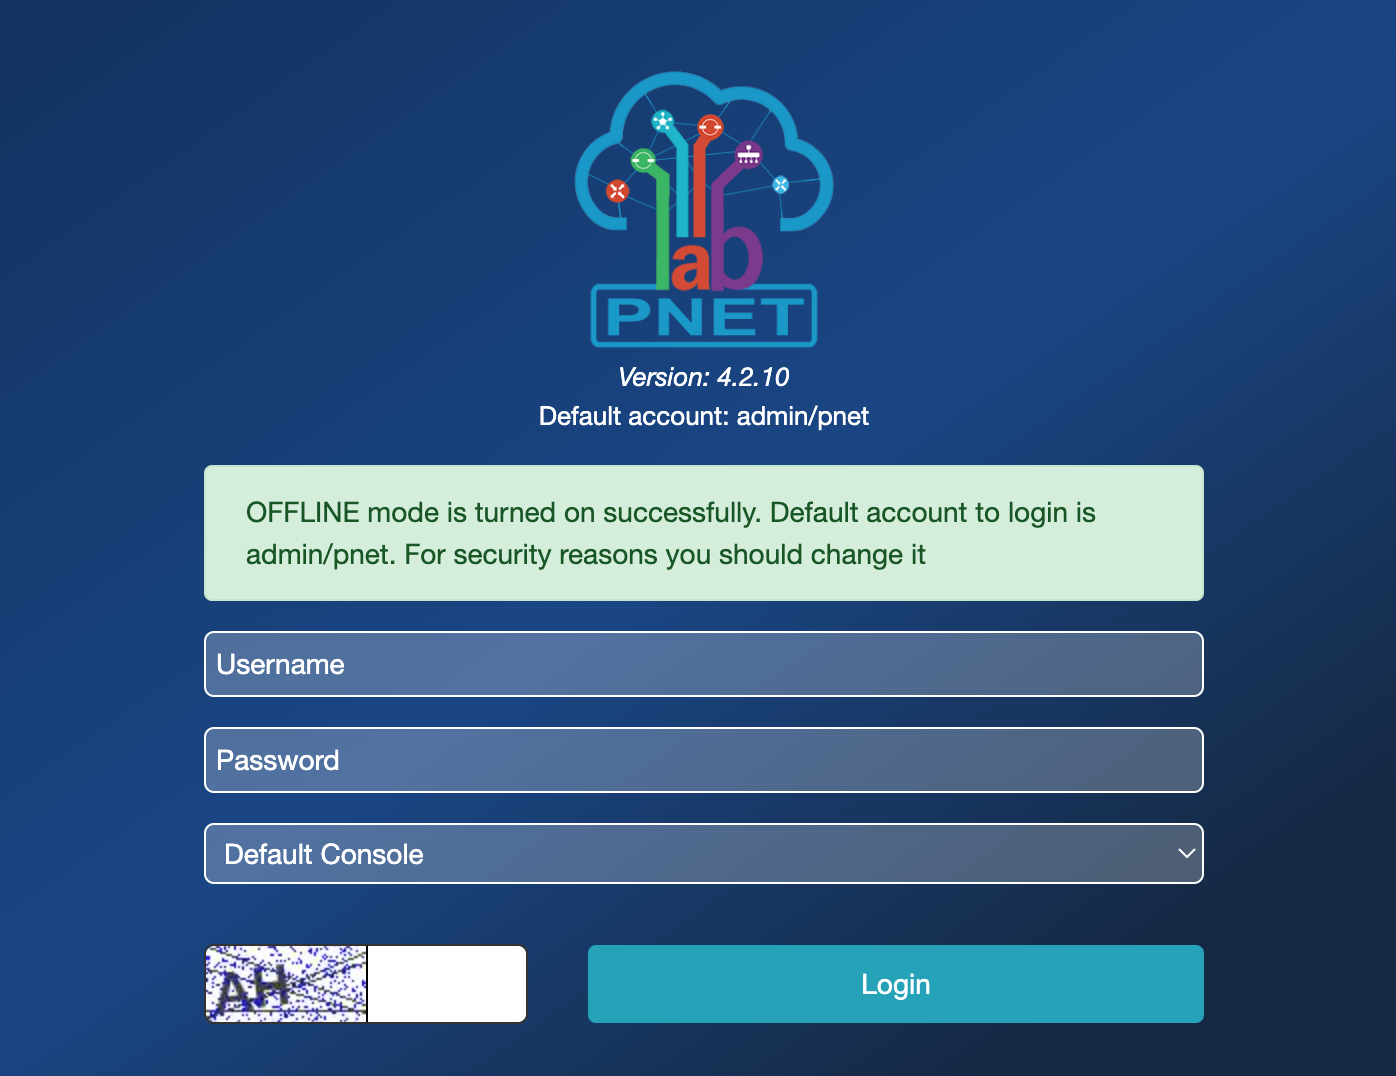 lab
PNET
Version: 4.2.10
Default account: admin/pnet
OFFLINE mode is turned on successfully. Default account to login is
admin/pnet. For security reasons you should change it
Username
Password
Default Console
AH
Login